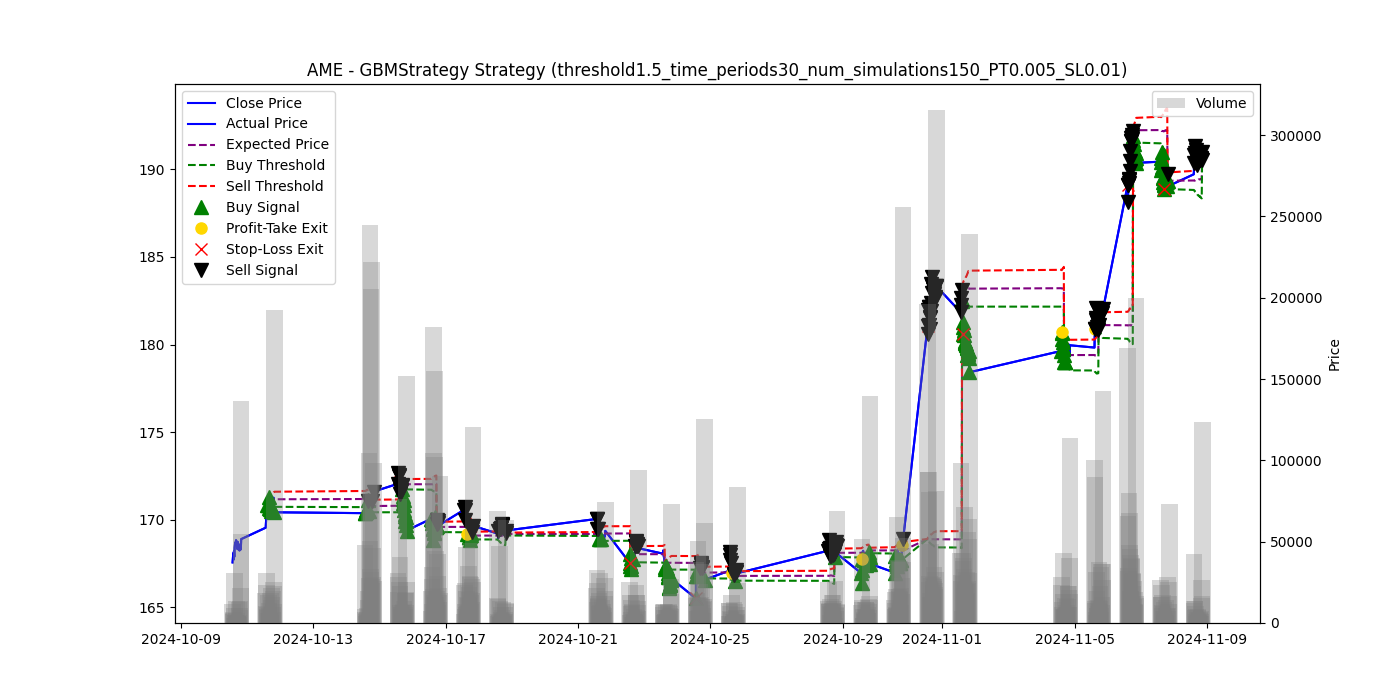 AME - GBMStrategy Strategy (threshold1.5_time_periods30_num_simulations150_PT0.005_SL0.01)
Close Price
Actual Price
Expected Price
Buy Threshold
Sell Threshold
Buy Signal
Profit-Take Exit
Stop-Loss Exit
Sell Signal
Volume
190
185
180
175
170
165
300000
250000
200000
150000
100000
50000
0
Price
2024-10-09
2024-10-13
2024-10-17
2024-10-21
2024-10-25
2024-10-29
2024-11-01
2024-11-05
2024-11-09